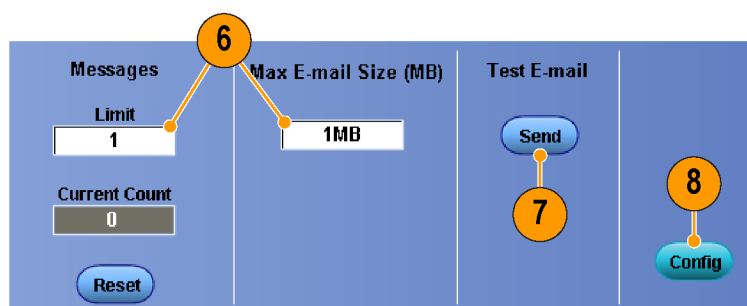 6
Messages
Max E-mail Size (MB)
Test E-mail
Limit
1
1MB
Send
Current Count
0
7
8
Reset
Config